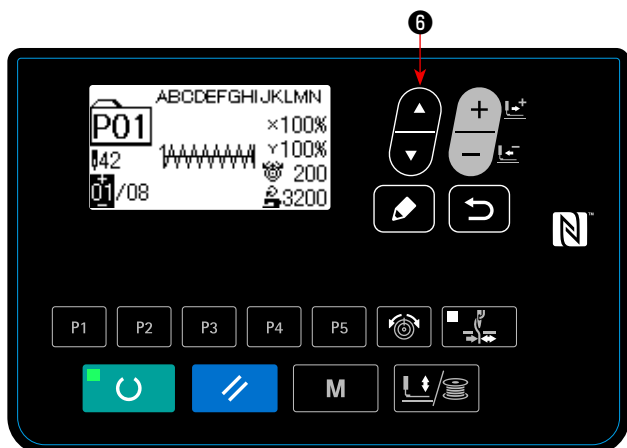 ❻
ABCDEFGHIJKLMN
P01
×100%
Y100%
42
200
01/08
3200
P1 P2 P3 P4 P5
M